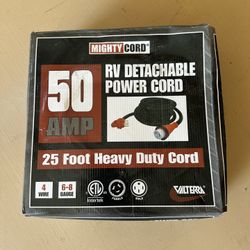 MIGHTY CORD®
50
AMP
RV DETACHABLE
POWER CORD
25 Foot Heavy Duty Cord
4
WIRE
6-8
GAUGE
Intertek
VALTERRA